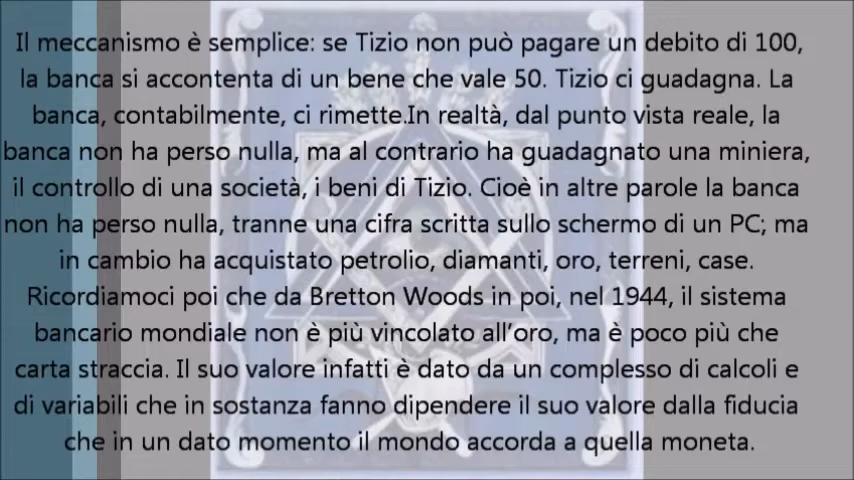 Il meccanismo è semplice: se Tizio non può pagare un debito di 100,
la banca si accontenta di un bene che vale 50. Tizio ci guadagna. La
banca, contabilmente, ci rimette.In realtà, dal punto vista reale, la
banca non ha perso nulla, ma al contrario ha guadagnato una miniera,
il controllo di una società, i beni di Tizio. Cioè in altre parole la banca
non ha perso nulla, tranne una cifra scritta sullo schermo di un PC; ma
in cambio ha acquistato petrolio, diamanti, oro, terreni, case.
Ricordiamoci poi che da Bretton Woods in poi, nel 1944, il sistema
bancario mondiale non è più vincolato all’oro, ma è poco più che
carta straccia. Il suo valore infatti è dato da un complesso di calcoli e
di variabili che in sostanza fanno dipendere il suo valore dalla fiducia
che in un dato momento il mondo accorda a quella moneta.